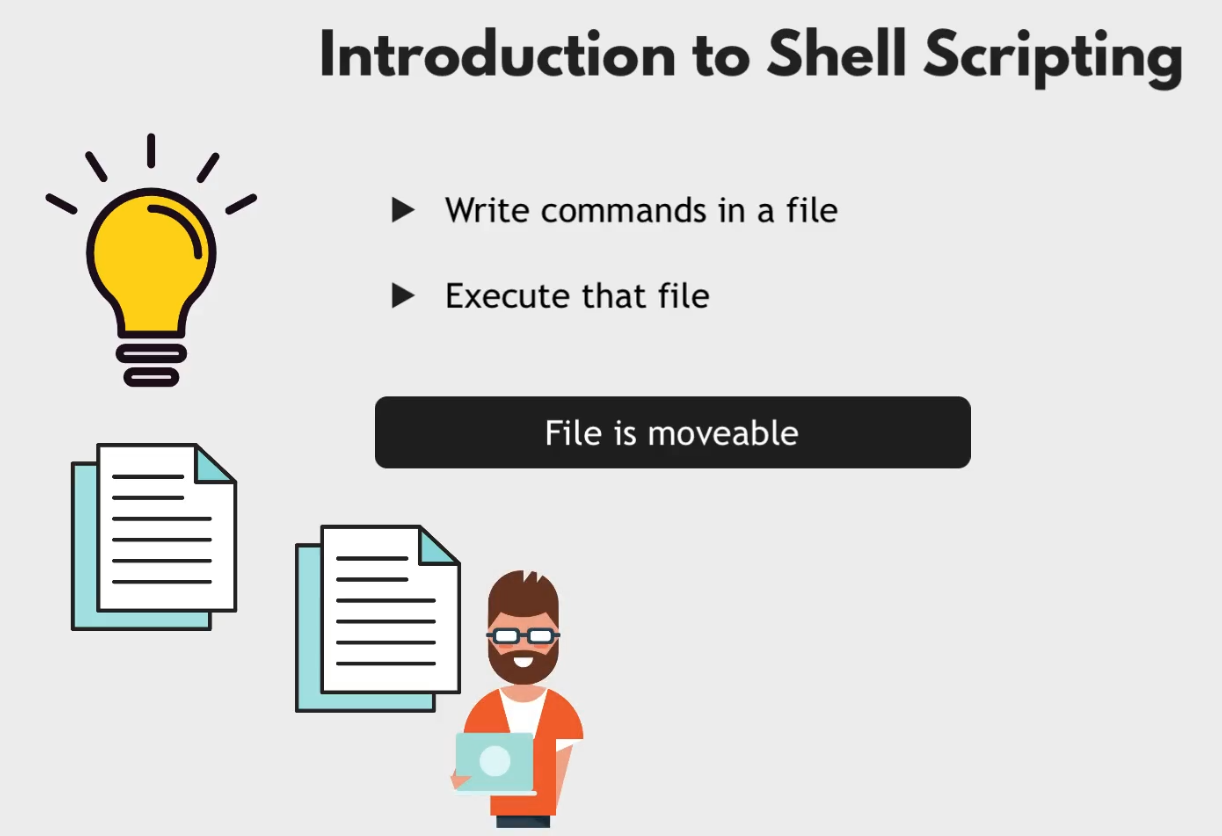 Introduction to Shell Scripting
Write commands in a file
Execute that file
File is moveable